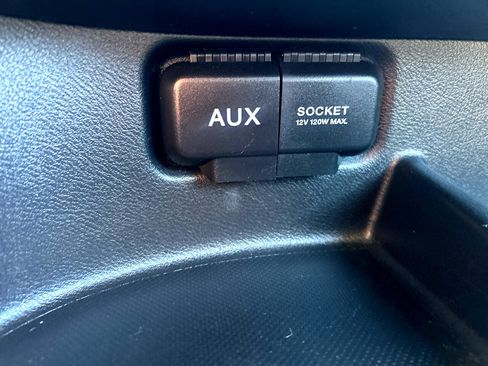 AUX
SOCKET
12V 120W MAX.